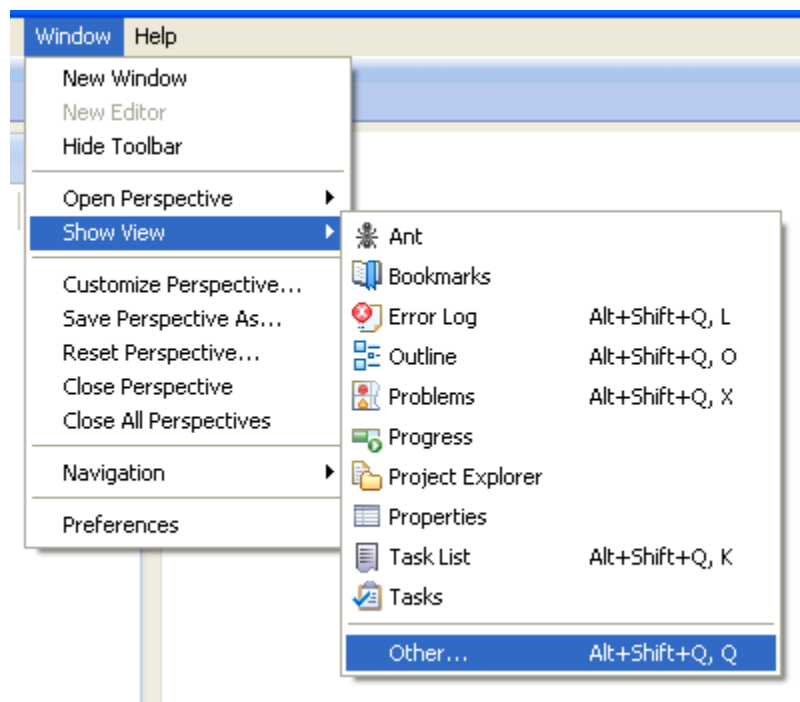 Window Help
New Window
New Editor
Hide Toolbar
Open Perspective
Show View
Customize Perspective...
Save Perspective As...
Reset Perspective...
Close Perspective
Close All Perspectives
Navigation
Preferences
Ant
Bookmarks
Error Log Alt+Shift+Q, L
Outline Alt+Shift+Q, O
Problems Alt+Shift+Q, X
Progress
Project Explorer
Properties
Task List Alt+Shift+Q, K
Tasks
Other... Alt+Shift+Q, Q